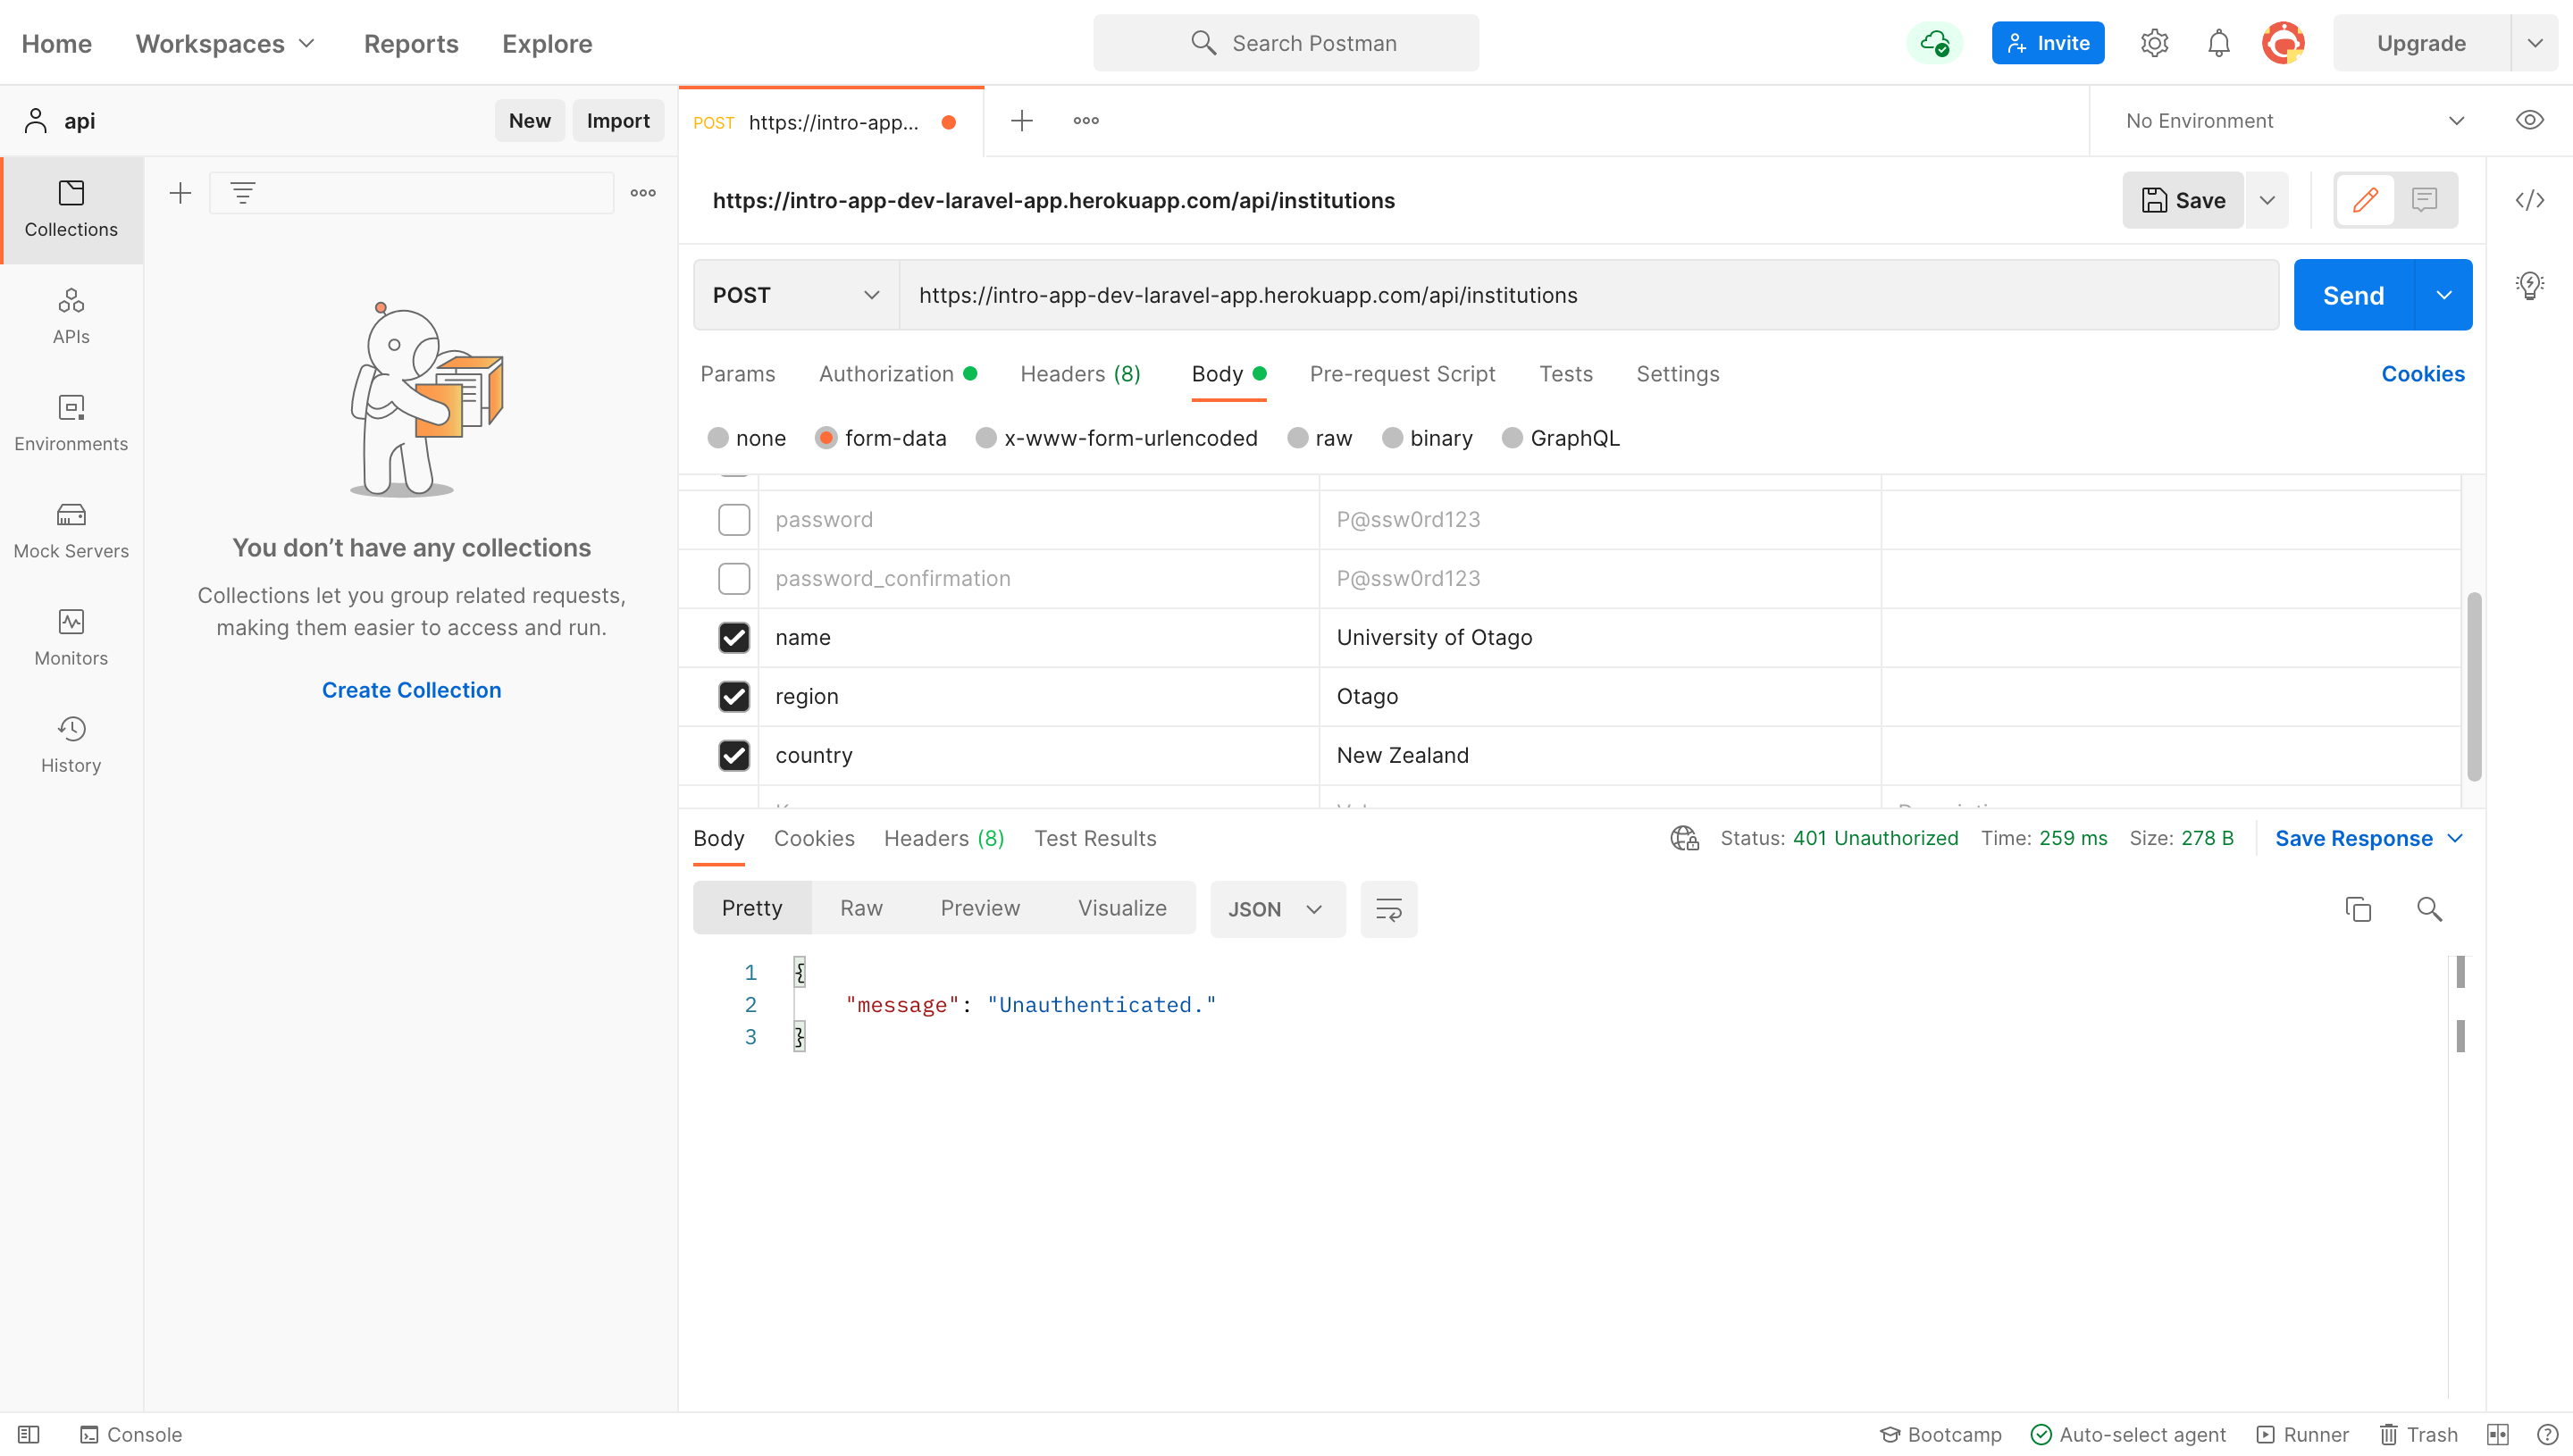 Home Workspaces Reports Explore Search Postman Invite Upgrade
api New Import POST https://intro-app... No Environment
Collections
https://intro-app-dev-laravel-app.herokuapp.com/api/institutions Save
APIs
Environments
Mock Servers
Monitors
History
You don’t have any collections
Collections let you group related requests,
making them easier to access and run.
Create Collection
POST https://intro-app-dev-laravel-app.herokuapp.com/api/institutions Send
Params Authorization Headers (8) Body Pre-request Script Tests Settings Cookies
none form-data x-www-form-urlencoded raw binary GraphQL
password P@ssw0rd123
password_confirmation P@ssw0rd123
name University of Otago
region Otago
country New Zealand
Body Cookies Headers (8) Test Results Status: 401 Unauthorized Time: 259 ms Size: 278 B Save Response
Pretty Raw Preview Visualize JSON
1 {
2 "message": "Unauthenticated."
3 }
Console Bootcamp Auto-select agent Runner Trash